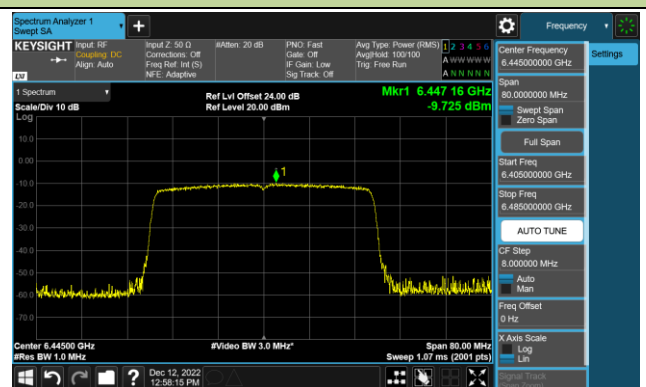 Spectrum Analyzer 1
Swept SA
Frequency
KEYSIGHT
Input: RF
Coupling: DC
Align: Auto
Input Z: 50 Ω
Corrections: Off
Freq Ref: Int (S)
NFE: Adaptive
#Atten: 20 dB
PNO: Fast
Gate: Off
IF Gain: Low
Sig Track: Off
Avg Type: Power (RMS)
Avg|Hold: 100/100
Trig: Free Run
1 2 3 4 5 6
A W W W W W
A N N N N N
LXI
Center Frequency
6.445000000 GHz
Settings
Span
80.0000000 MHz
Swept Span
Zero Span
Full Span
Start Freq
6.405000000 GHz
Stop Freq
6.485000000 GHz
AUTO TUNE
CF Step
8.000000 MHz
Auto
Man
Freq Offset
0 Hz
X Axis Scale
Log
Lin
Signal Track
1 Spectrum
Scale/Div 10 dB
Log
Ref Lvl Offset 24.00 dB
Ref Level 20.00 dBm
Mkr1 6.447 16 GHz
-9.725 dBm
10.0
0.00
1
-10.0
-20.0
-30.0
-40.0
-50.0
-60.0
-70.0
Center 6.44500 GHz
#Res BW 1.0 MHz
#Video BW 3.0 MHz*
Span 80.00 MHz
Sweep 1.07 ms (2001 pts)
Dec 12, 2022
12:58:15 PM